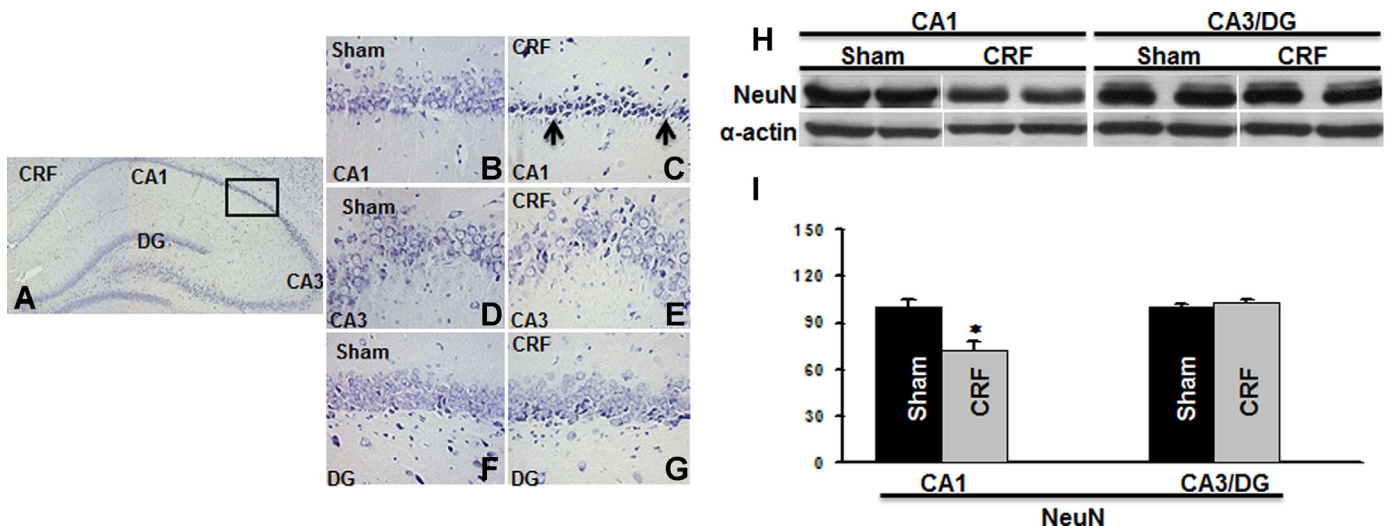 CRF
CA1
DG
CA3
A
Sham
CA1
B
CRF
CA1
C
Sham
CA3
D
CRF
CA3
E
Sham
DG
F
CRF
DG
G
H
CA1
CA3/DG
Sham
CRF
Sham
CRF
NeuN
α-actin
I
150
120
90
60
30
0
Sham
*
CRF
Sham
CRF
CA1
CA3/DG
NeuN